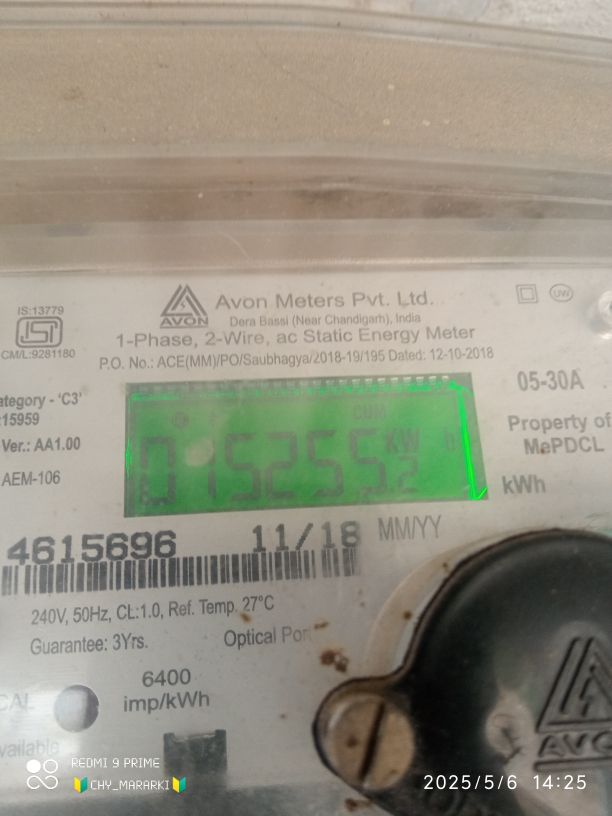 IS:13779
CM/L:9281180
AVON
Avon Meters Pvt. Ltd.
Dera Bassi (Near Chandigarh), India
1-Phase, 2-Wire, ac Static Energy Meter
P.O. No.: ACE(MM)/PO/Saubhagya/2018-19/195 Dated: 12-10-2018
UW
ategory - 'C3'
:15959
Ver.: AA1.00
AEM-106
CUM
KW
015255.2
05-30A
Property of
MePDCL
kWh
4615696
11/18
MM/YY
240V, 50Hz, CL:1.0, Ref. Temp. 27°C
Guarantee: 3Yrs.
Optical Port
6400
imp/kWh
CAL
vailable
AVO
REDMI 9 PRIME
🔰CHY_MARARKI🔰
2025/5/6 14:25